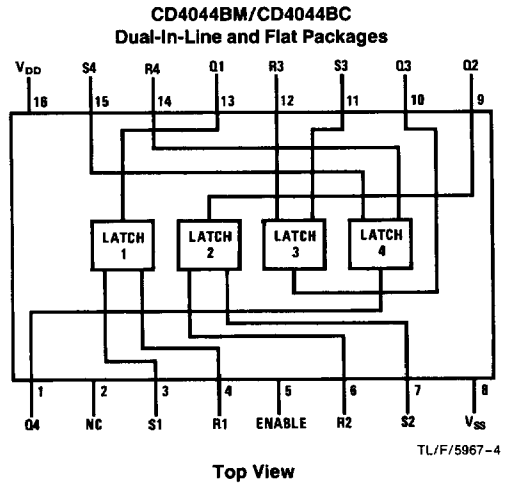 CD4044BM/CD4044BC
Dual-In-Line and Flat Packages
VDD S4 R4 Q1 R3 S3 Q3 Q2
16 15 14 13 12 11 10 9
LATCH 1 LATCH 2 LATCH 3 LATCH 4
1 2 3 4 5 6 7 8
Q4 NC S1 R1 ENABLE R2 S2 VSS
TL/F/5967-4
Top View